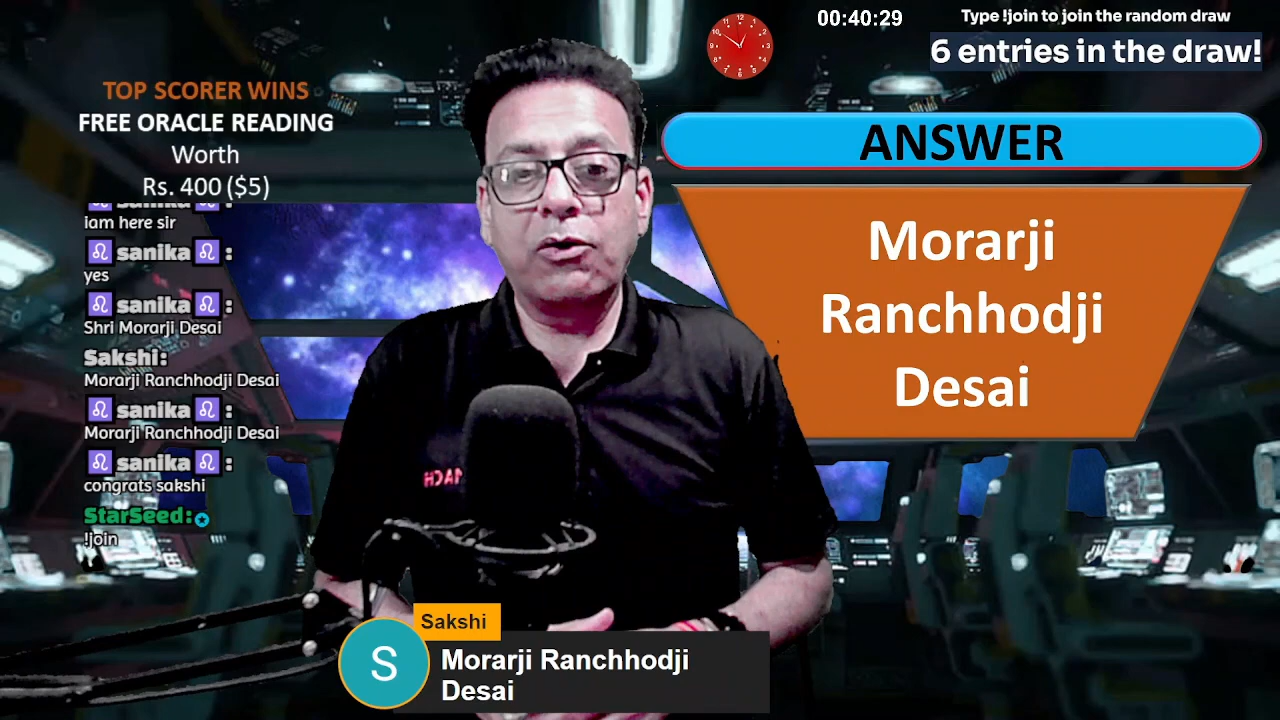 00:40:29
Type !join to join the random draw
6 entries in the draw!
TOP SCORER WINS
FREE ORACLE READING
Worth
Rs. 400 ($5)
sanika :
iam here sir
sanika :
yes
sanika :
Shri Morarji Desai
Sakshi:
Morarji Ranchhodji Desai
sanika :
Morarji Ranchhodji Desai
sanika :
congrats sakshi
StarSeed:
!join
ANSWER
Morarji
Ranchhodji
Desai
Sakshi
S
Morarji Ranchhodji
Desai